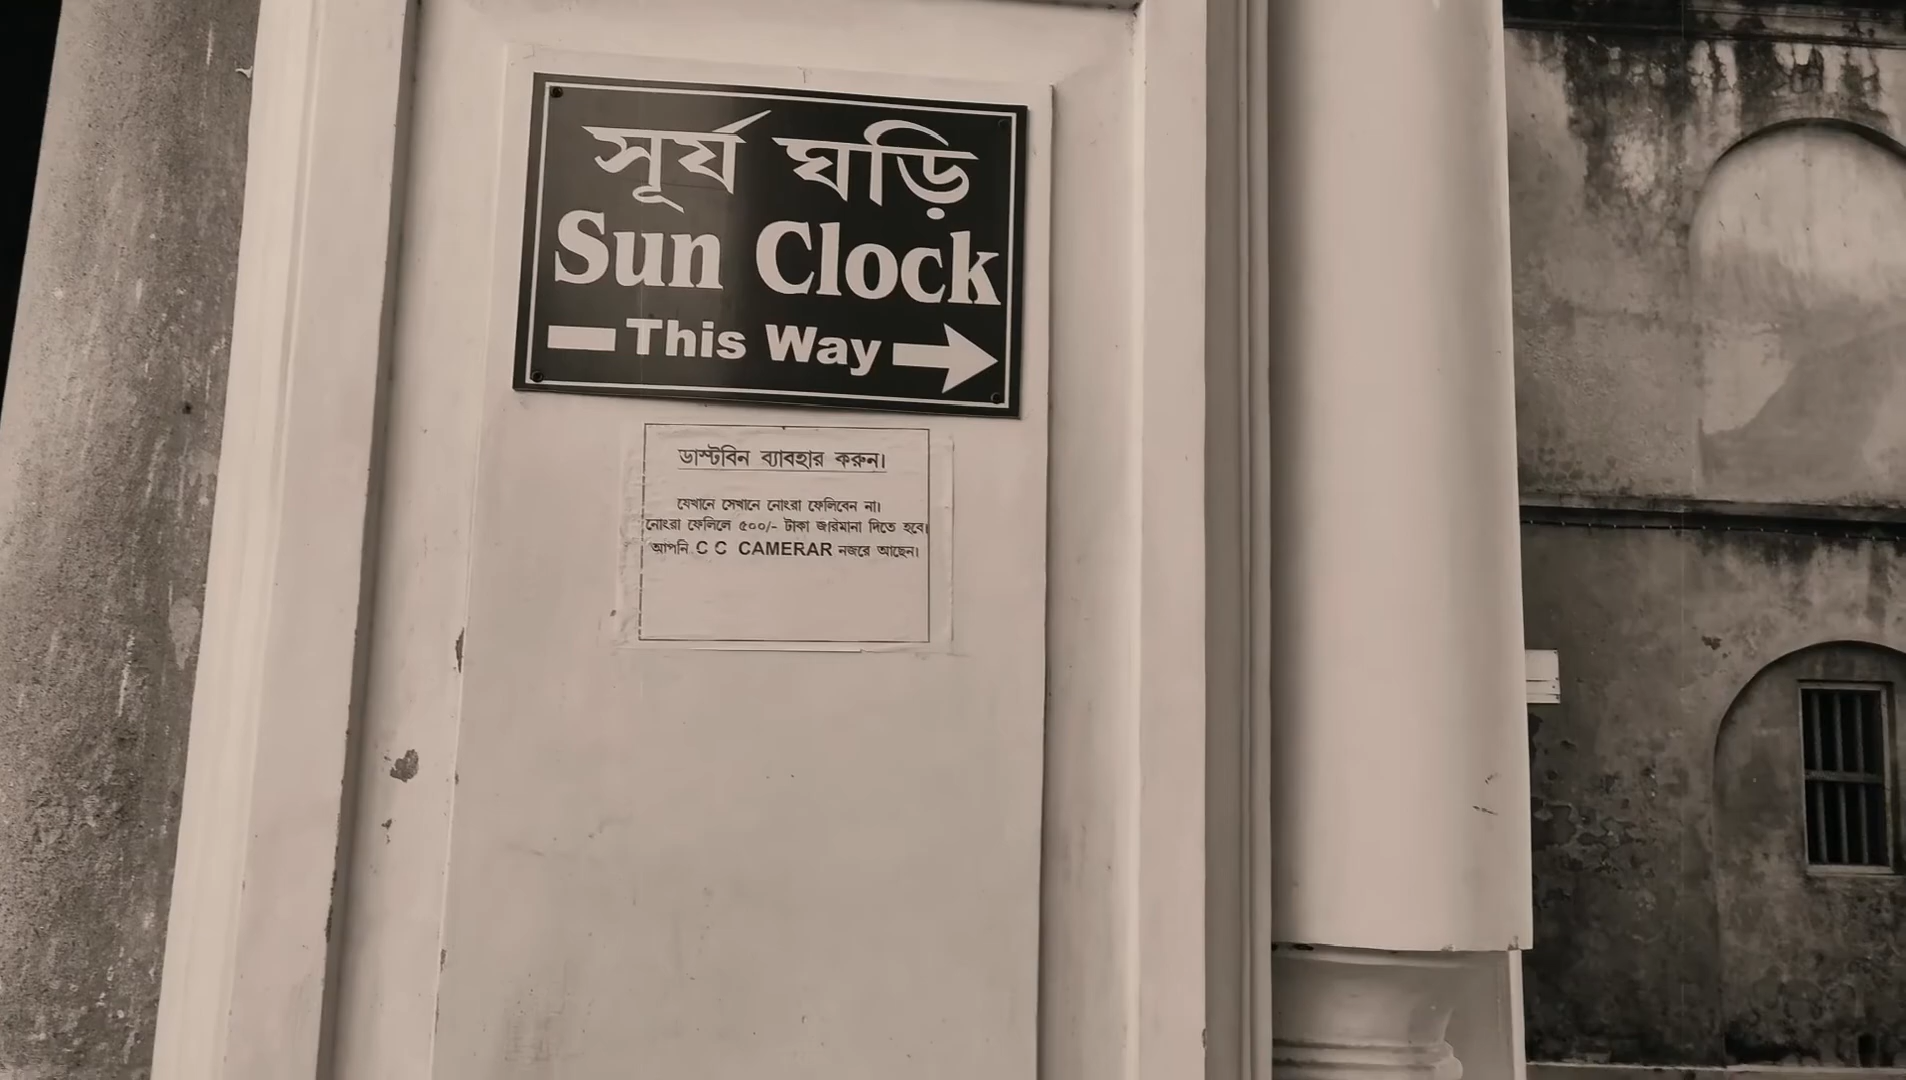 সূর্য ঘড়ি
Sun Clock
This Way
ডাস্টবিন ব্যাবহার করুন।
যেখানে সেখানে নোংরা ফেলিবেন না।
নোংরা ফেলিলে ৫০০/- টাকা জরিমানা দিতে হবে।
আপনি C C CAMERAR নজরে আছেন।